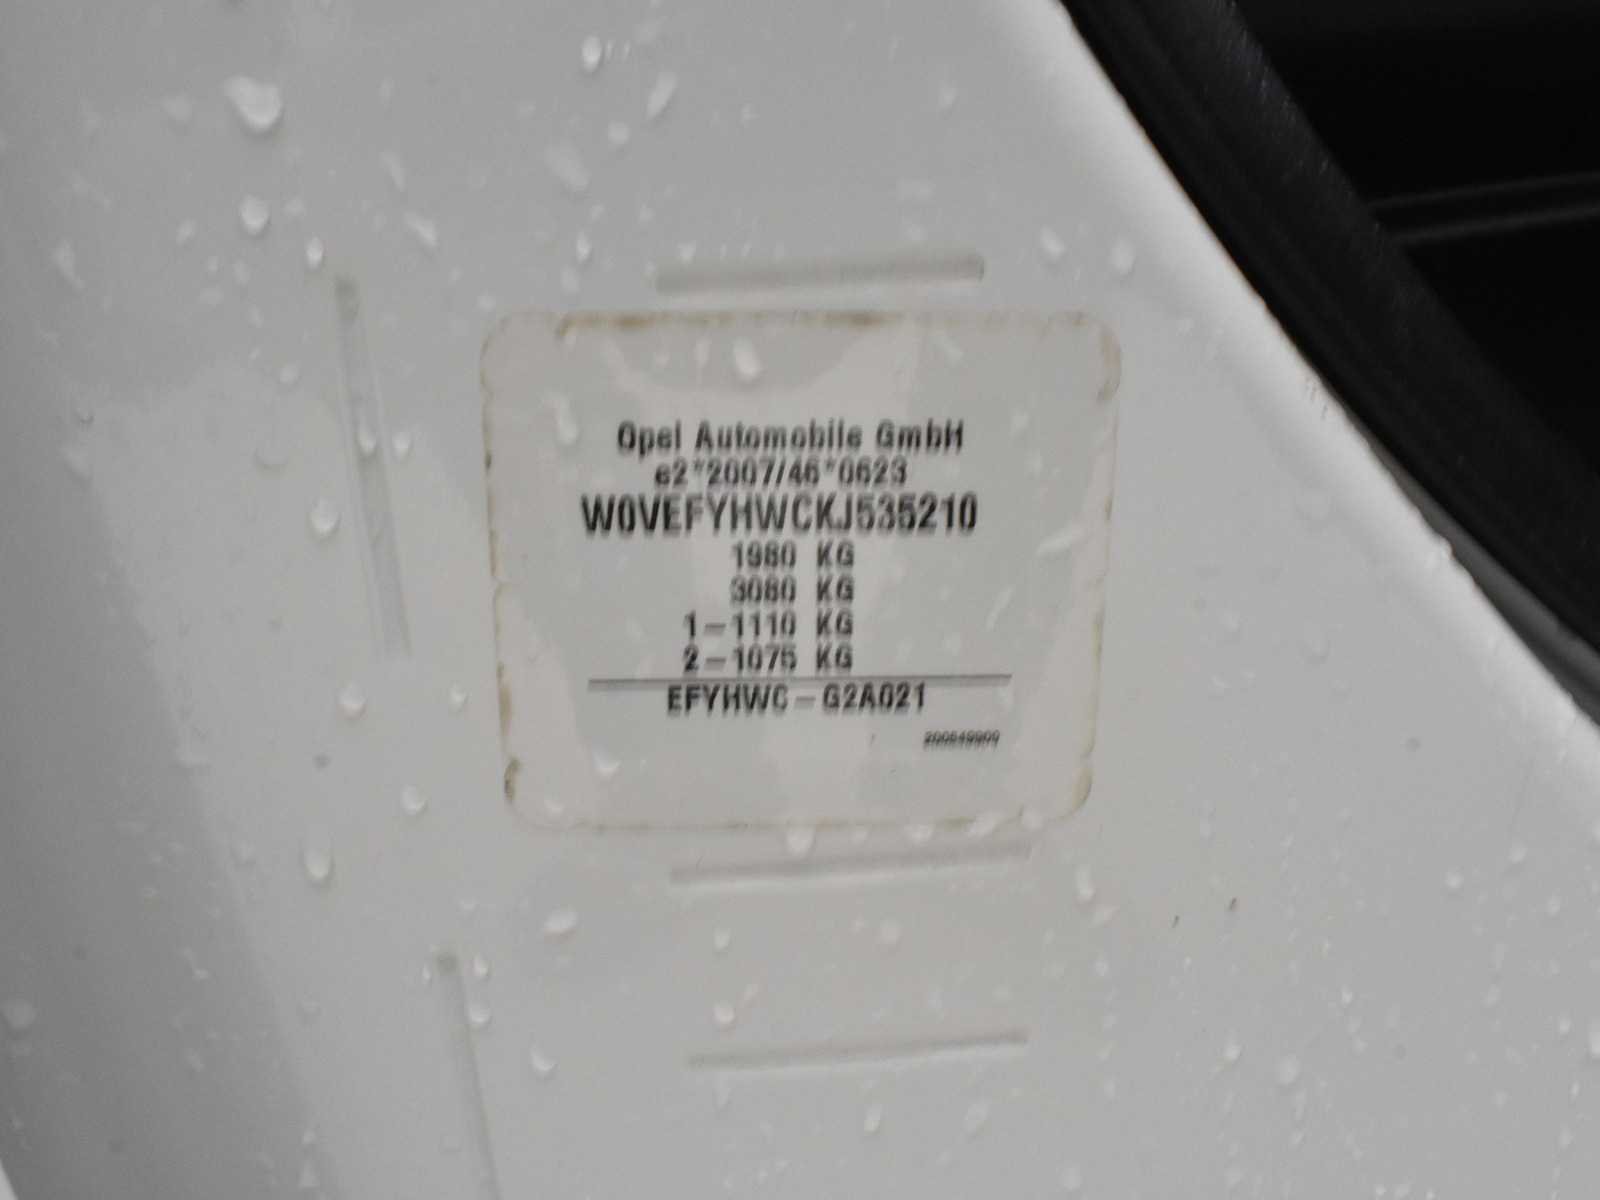 Opel Automobile GmbH
e2*2007/46*0623
W0VEFYHWCKJ535210
1980 KG
3080 KG
1-1110 KG
2-1075 KG
EFYHWC-G2A021